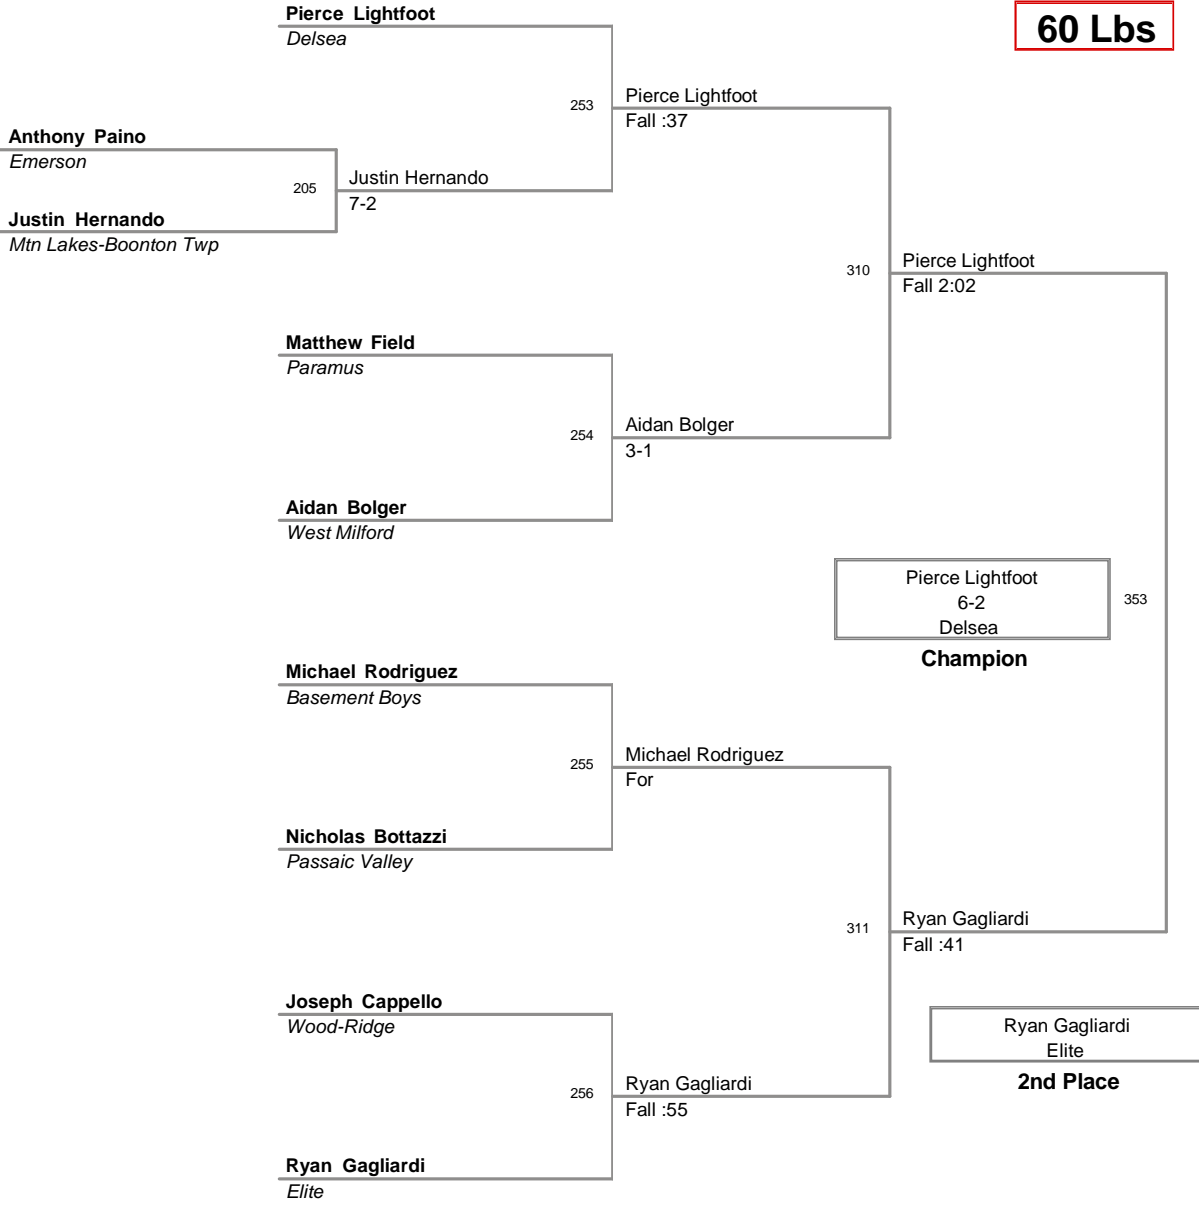 Pierce Lightfoot
Delsea
60 Lbs
253
Pierce Lightfoot
Fall :37
Anthony Paino
Emerson
205
Justin Hernando
7-2
Justin Hernando
Mtn Lakes-Boonton Twp
310
Pierce Lightfoot
Fall 2:02
Matthew Field
Paramus
254
Aidan Bolger
3-1
Aidan Bolger
West Milford
Pierce Lightfoot
6-2
Delsea
353
Champion
Michael Rodriguez
Basement Boys
255
Michael Rodriguez
For
Nicholas Bottazzi
Passaic Valley
311
Ryan Gagliardi
Fall :41
Joseph Cappello
Wood-Ridge
Ryan Gagliardi
Elite
2nd Place
256
Ryan Gagliardi
Fall :55
Ryan Gagliardi
Elite